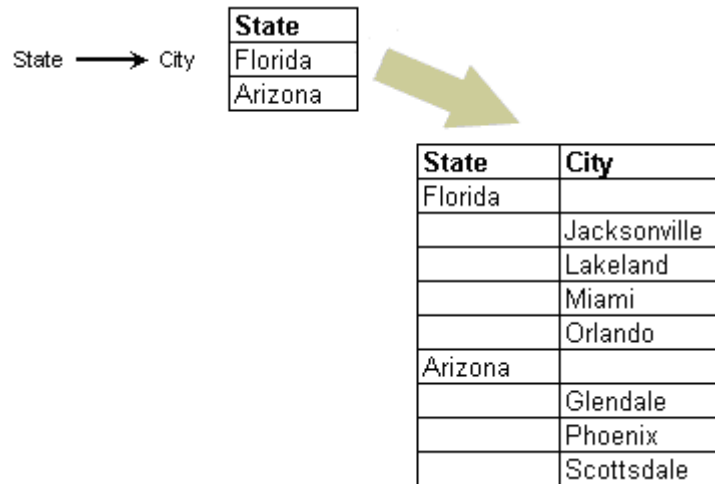 State → City
State
Florida
Arizona
State City
Florida
Jacksonville
Lakeland
Miami
Orlando
Arizona
Glendale
Phoenix
Scottsdale